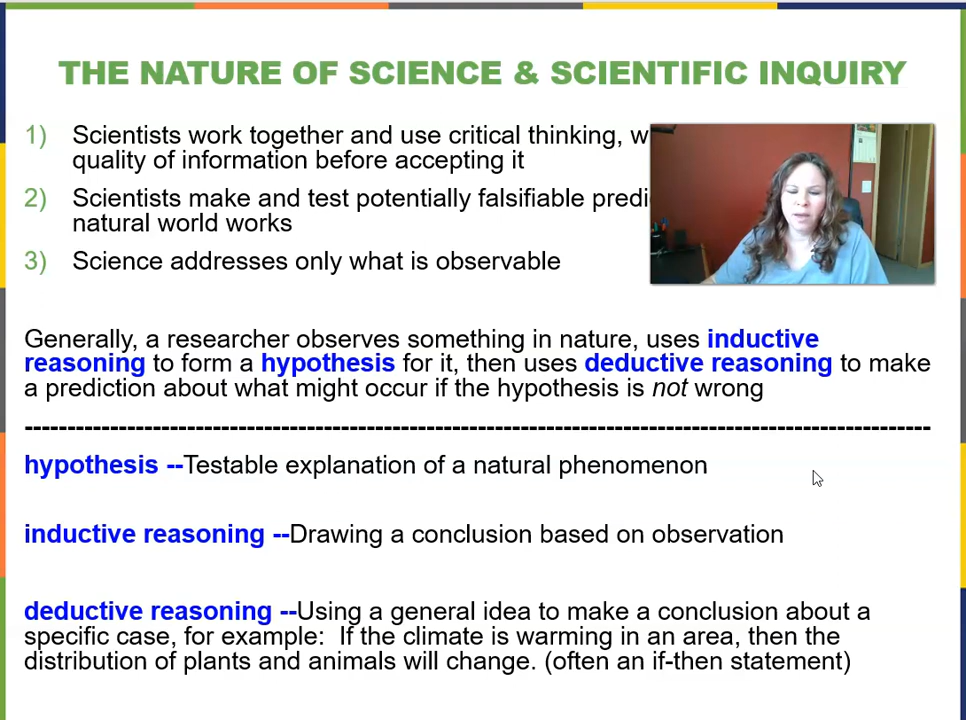 THE NATURE OF SCIENCE & SCIENTIFIC INQUIRY
1) Scientists work together and use critical thinking,
quality of information before accepting it
2) Scientists make and test potentially falsifiable
natural world works
3) Science addresses only what is observable
Generally, a researcher observes something in nature, uses inductive
reasoning to form a hypothesis for it, then uses deductive reasoning to make
a prediction about what might occur if the hypothesis is not wrong
hypothesis --Testable explanation of a natural phenomenon
inductive reasoning --Drawing a conclusion based on observation
deductive reasoning --Using a general idea to make a conclusion about a
specific case, for example: If the climate is warming in an area, then the
distribution of plants and animals will change. (often an if-then statement)